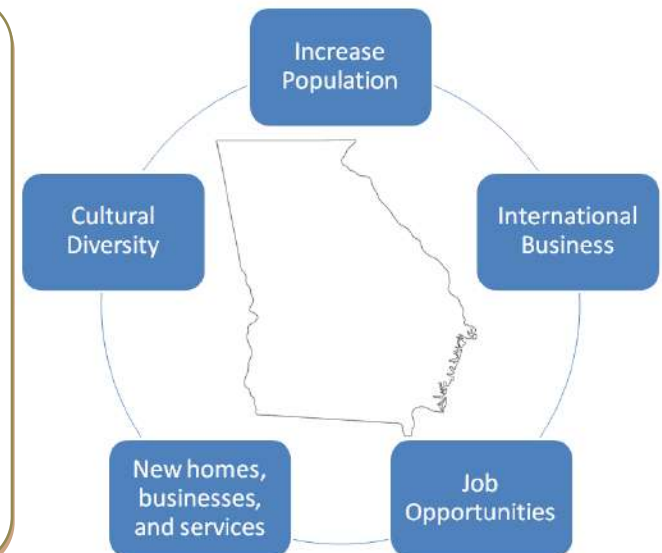 Increase
Population
Cultural
Diversity
International
Business
New homes,
businesses,
and services
Job
Opportunities